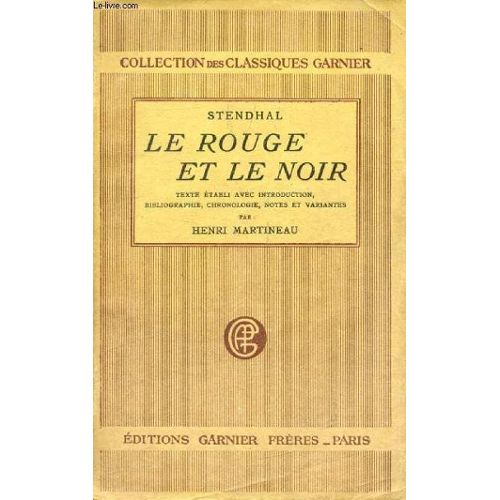 Le-livre.com
COLLECTION DES CLASSIQUES GARNIER
STENDHAL
LE ROUGE
ET LE NOIR
TEXTE ÉTABLI AVEC INTRODUCTION,
BIBLIOGRAPHIE, CHRONOLOGIE, NOTES ET VARIANTES
PAR
HENRI MARTINEAU
ÉDITIONS GARNIER FRÈRES _ PARIS